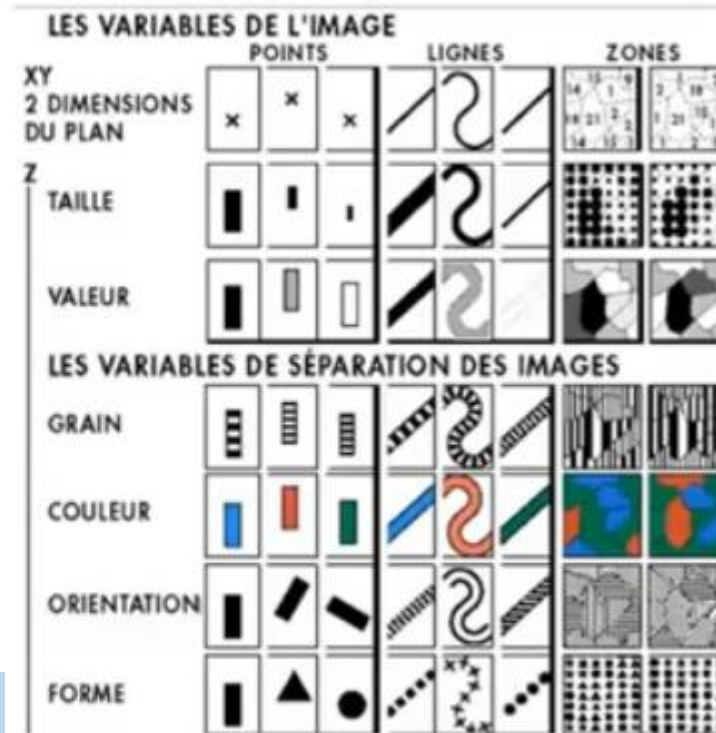 LES VARIABLES DE L'IMAGE
POINTS LIGNES ZONES
XY
2 DIMENSIONS
DU PLAN
Z
TAILLE
VALEUR
LES VARIABLES DE SÉPARATION DES IMAGES
GRAIN
COULEUR
ORIENTATION
FORME